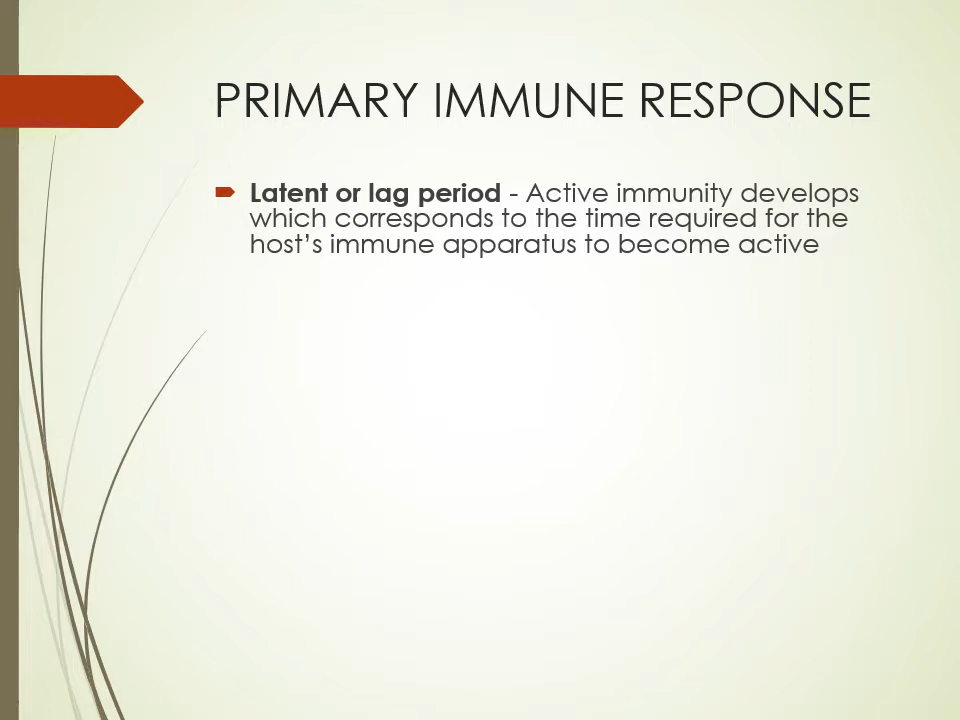 PRIMARY IMMUNE RESPONSE
Latent or lag period - Active immunity develops
which corresponds to the time required for the
host’s immune apparatus to become active